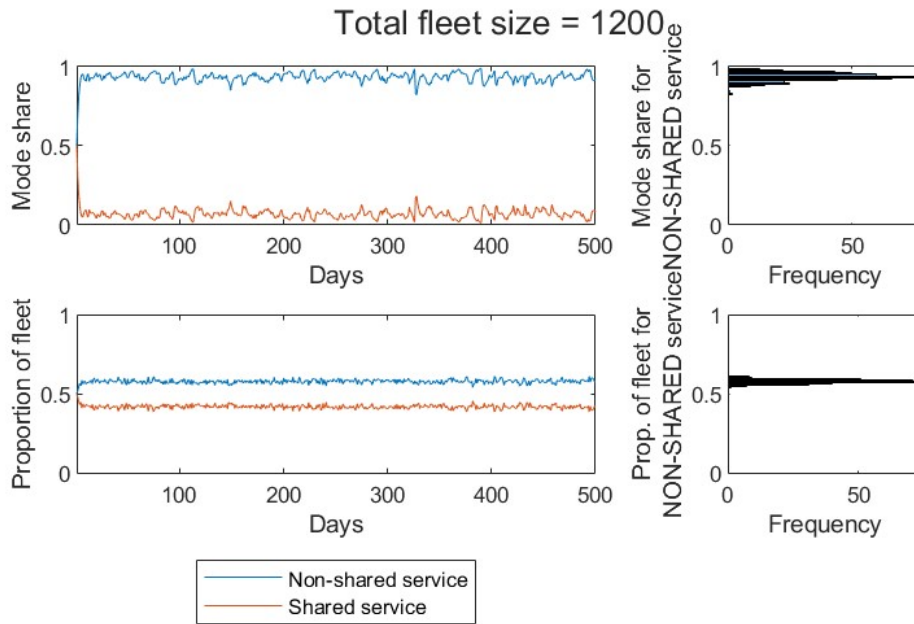 Total fleet size = 1200
Mode share
1
0.5
0
100
200
300
400
500
Days
Mode share for
NON-SHARED service
1
0.5
0
0
50
Frequency
Proportion of fleet
1
0.5
0
100
200
300
400
500
Days
Prop. of fleet for
NON-SHARED service
1
0.5
0
0
50
Frequency
Non-shared service
Shared service